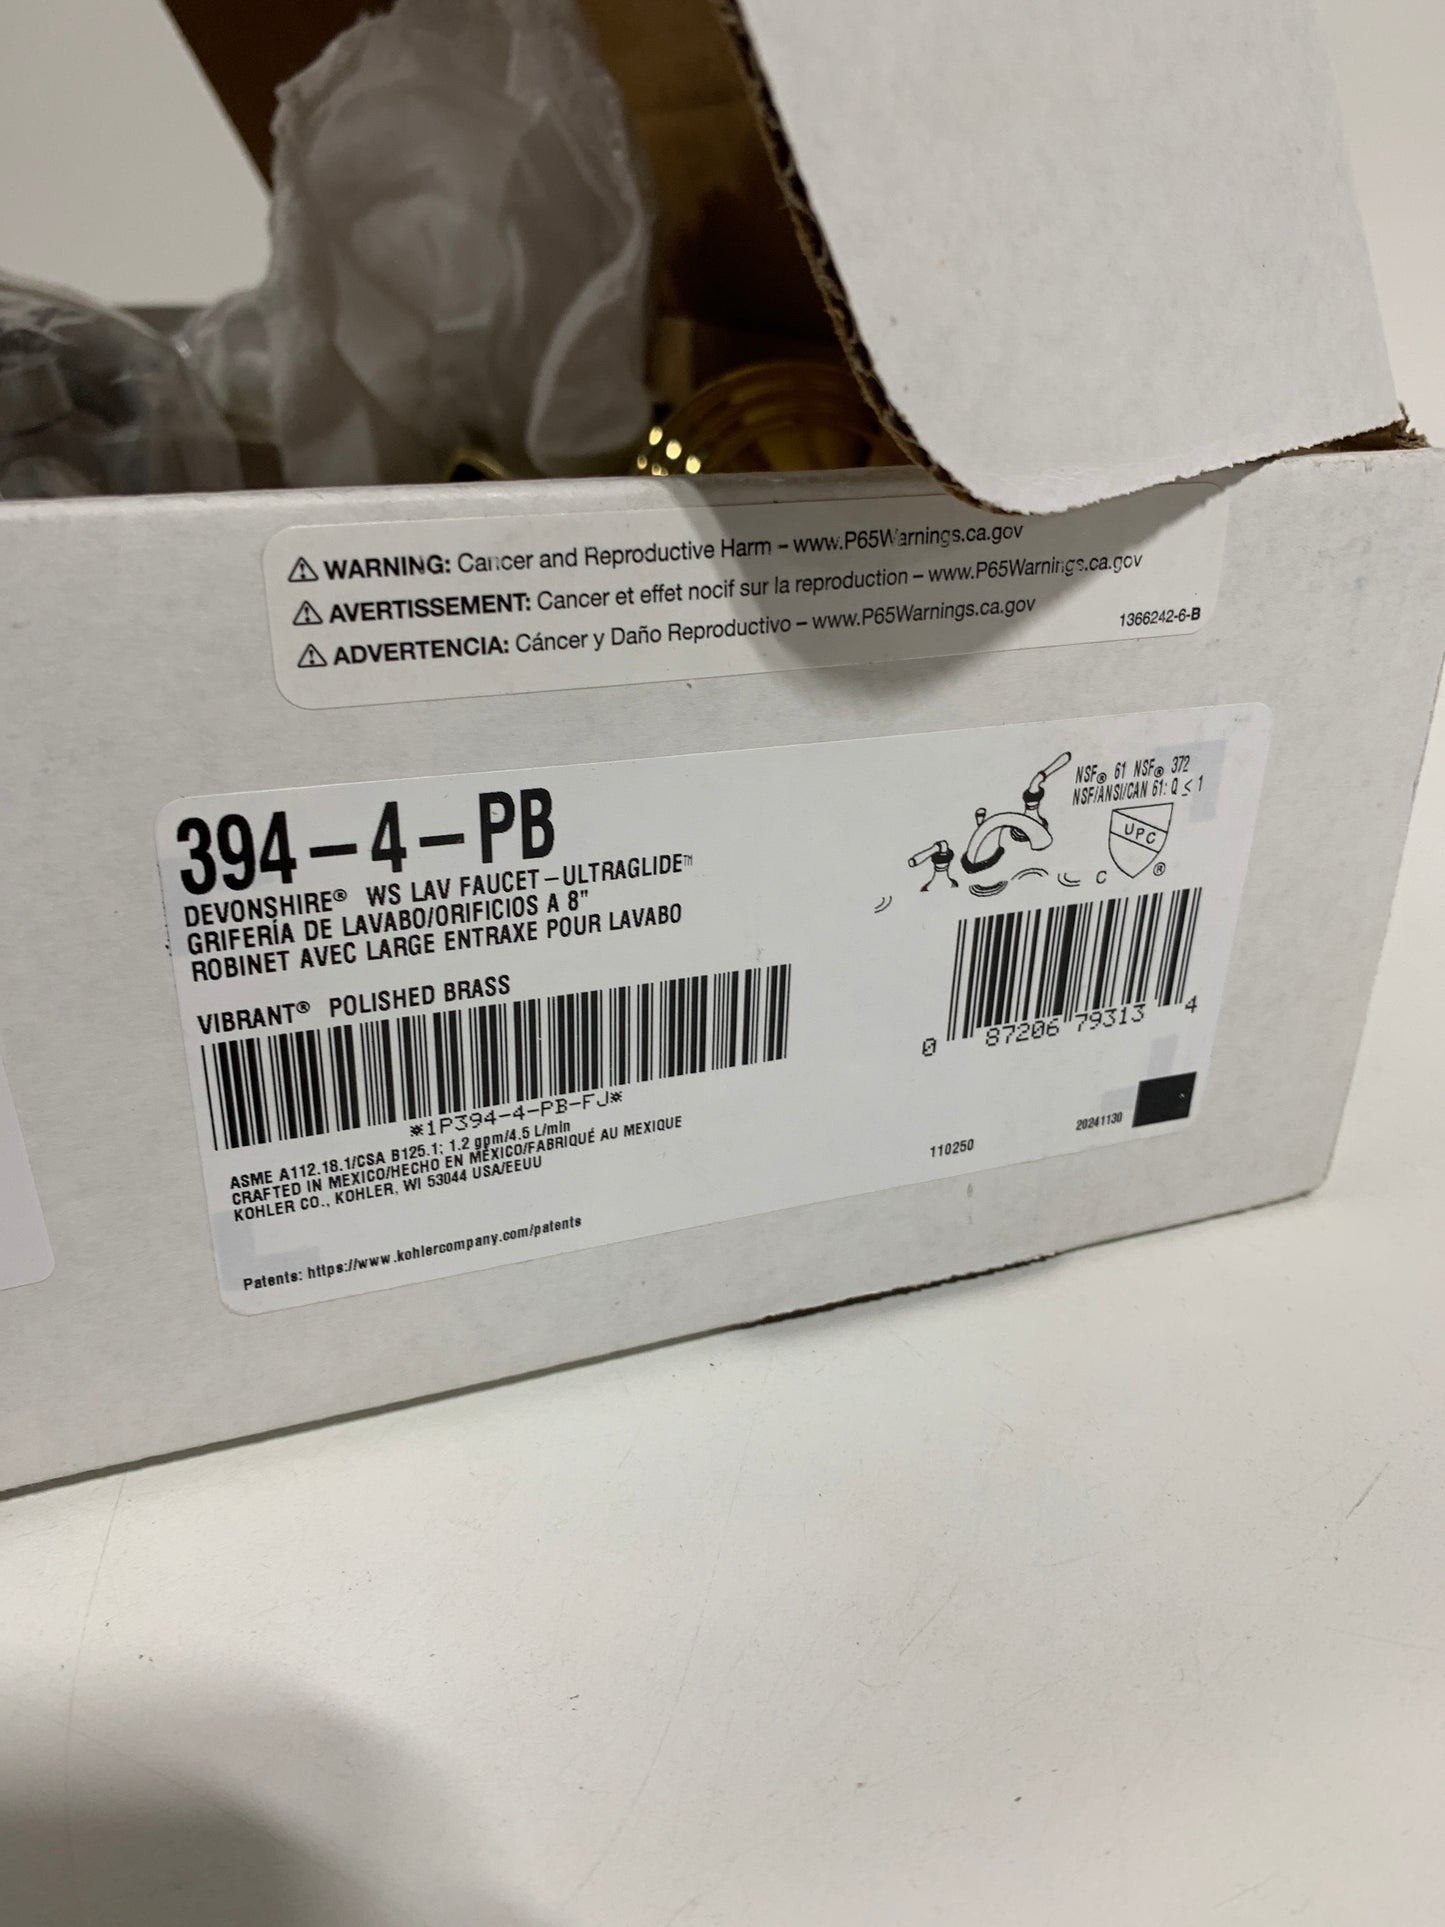 ⚠ WARNING: Cancer and Reproductive Harm – www.P65Warnings.ca.gov
⚠ AVERTISSEMENT: Cancer et effet nocif sur la reproduction – www.P65Warnings.ca.gov
⚠ ADVERTENCIA: Cáncer y Daño Reproductivo – www.P65Warnings.ca.gov
1366242-6-B
394-4-PB
DEVONSHIRE® WS LAV FAUCET-ULTRAGLIDE™
GRIFERÍA DE LAVABO/ORIFICIOS A 8"
ROBINET AVEC LARGE ENTRAXE POUR LAVABO
VIBRANT® POLISHED BRASS
*1P394-4-PB-FJ*
ASME A112.18.1/CSA B125.1; 1.2 gpm/4.5 L/min
CRAFTED IN MEXICO/HECHO EN MÉXICO/FABRIQUÉ AU MEXIQUE
KOHLER CO., KOHLER, WI 53044 USA/EEUU
Patents: https://www.kohlercompany.com/patents
NSF® 61 NSF® 372
NSF/ANSI/CAN 61: Q ≤ 1
UPC
C ®
0 87206 79313 4
20241130
110250